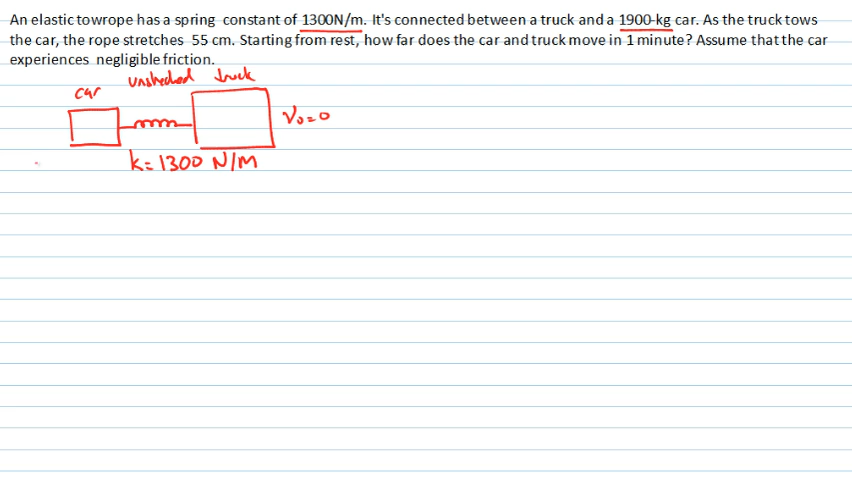 An elastic towrope has a spring constant of 1300N/m. It's connected between a truck and a 1900-kg car. As the truck tows
the car, the rope stretches 55 cm. Starting from rest, how far does the car and truck move in 1 minute? Assume that the car
experiences negligible friction.
car unstreched truck
V₀=0
k=1300 N/M